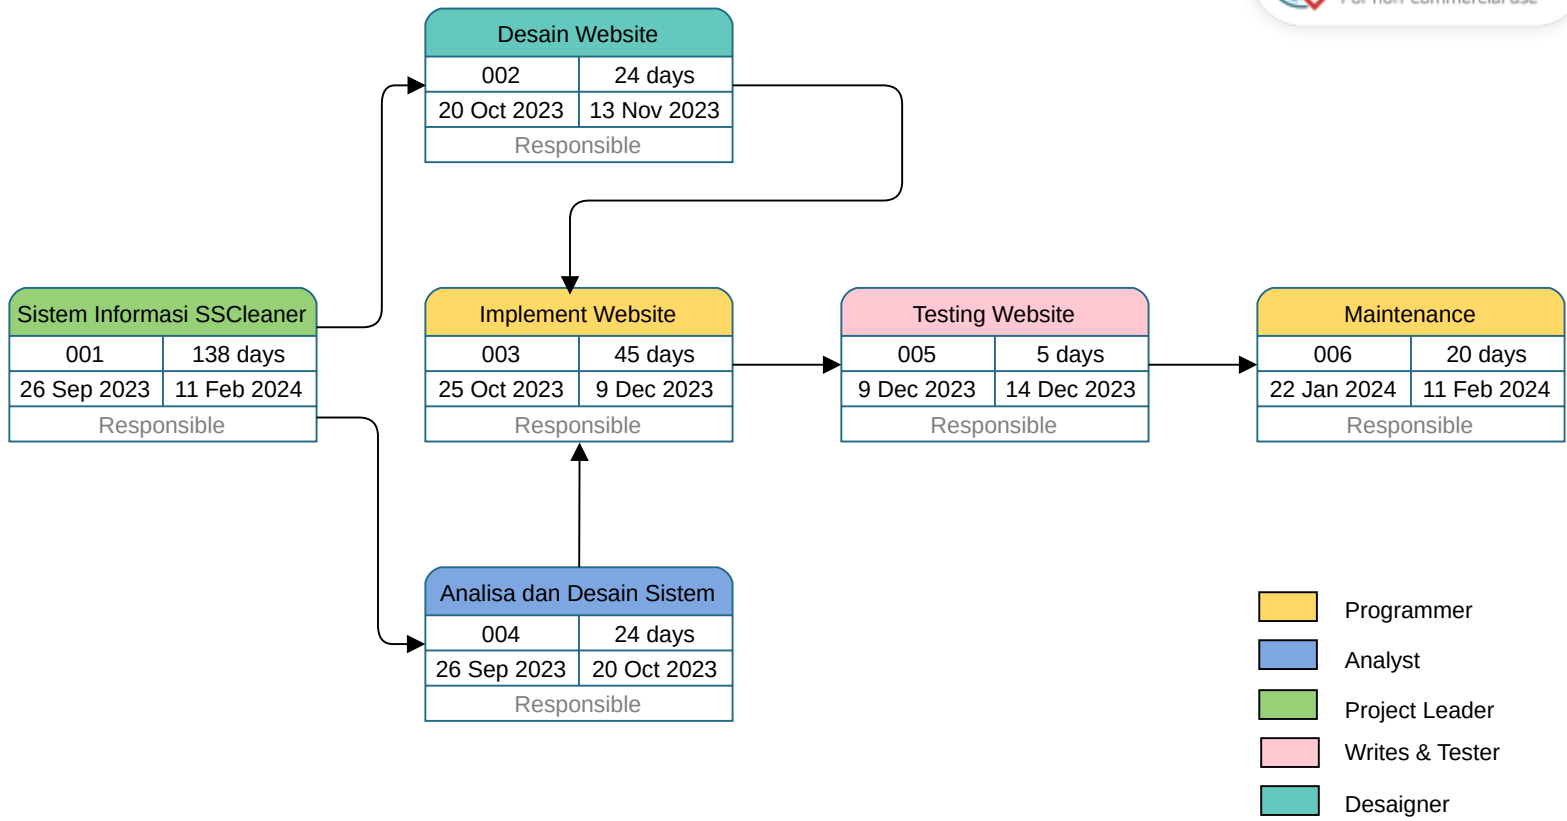 For non-commercial use
Desain Website
002 24 days
20 Oct 2023 13 Nov 2023
Responsible
Sistem Informasi SSCleaner
001 138 days
26 Sep 2023 11 Feb 2024
Responsible
Implement Website
003 45 days
25 Oct 2023 9 Dec 2023
Responsible
Testing Website
005 5 days
9 Dec 2023 14 Dec 2023
Responsible
Maintenance
006 20 days
22 Jan 2024 11 Feb 2024
Responsible
Analisa dan Desain Sistem
004 24 days
26 Sep 2023 20 Oct 2023
Responsible
Programmer
Analyst
Project Leader
Writes & Tester
Desaigner